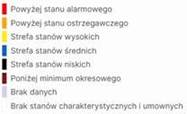 Powyżej stanu alarmowego
Powyżej stanu ostrzegawczego
Strefa stanów wysokich
Strefa stanów średnich
Strefa stanów niskich
Poniżej minimum okresowego
Brak danych
Brak stanów charakterystycznych i umownych